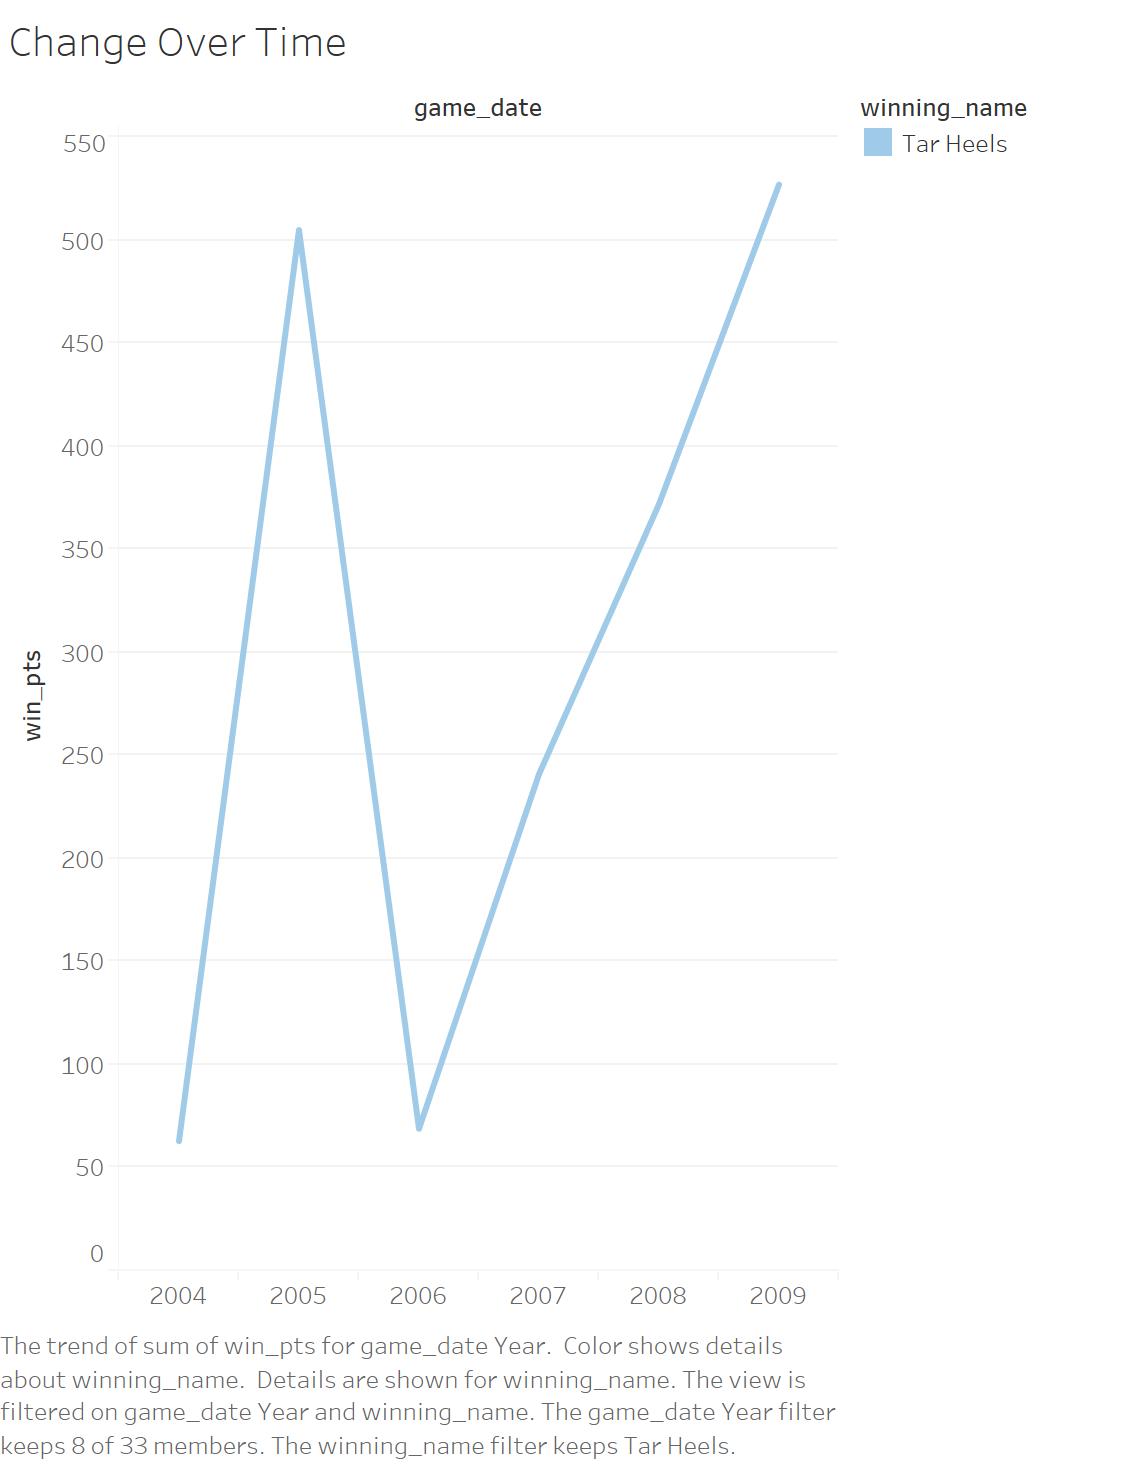 Change Over Time
game_date
winning_name
Tar Heels
550
500
450
400
350
300
250
200
150
100
50
0
win_pts
2004 2005 2006 2007 2008 2009
The trend of sum of win_pts for game_date Year.  Color shows details
about winning_name.  Details are shown for winning_name. The view is
filtered on game_date Year and winning_name. The game_date Year filter
keeps 8 of 33 members. The winning_name filter keeps Tar Heels.